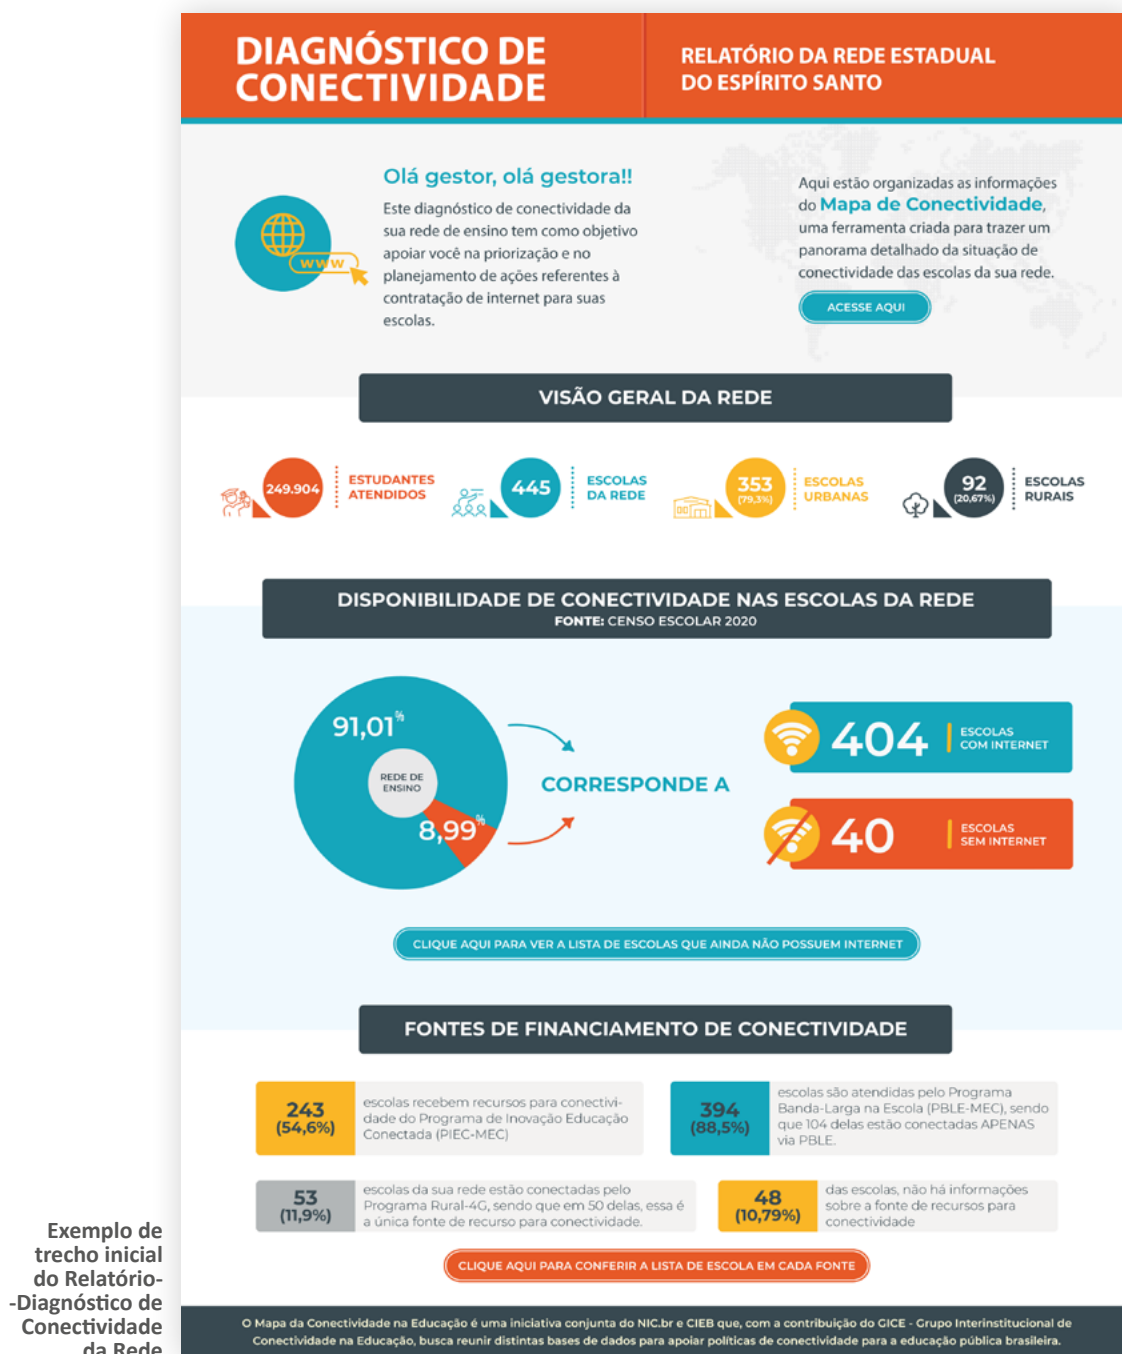 DIAGNÓSTICO DE
CONECTIVIDADE
RELATÓRIO DA REDE ESTADUAL
DO ESPÍRITO SANTO
Olá gestor, olá gestora!!
Este diagnóstico de conectividade da
sua rede de ensino tem como objetivo
apoiar você na priorização e no
planejamento de ações referentes à
contratação de internet para suas
escolas.
www
Aqui estão organizadas as informações
do Mapa de Conectividade,
uma ferramenta criada para trazer um
panorama detalhado da situação de
conectividade das escolas da sua rede.
ACESSE AQUI
VISÃO GERAL DA REDE
249.904
ESTUDANTES
ATENDIDOS
445
ESCOLAS
DA REDE
353
(79,3%)
ESCOLAS
URBANAS
92
(20,67%)
ESCOLAS
RURAIS
DISPONIBILIDADE DE CONECTIVIDADE NAS ESCOLAS DA REDE
FONTE: CENSO ESCOLAR 2020
91,01%
REDE DE
ENSINO
8,99%
CORRESPONDE A
404
ESCOLAS
COM INTERNET
40
ESCOLAS
SEM INTERNET
CLIQUE AQUI PARA VER A LISTA DE ESCOLAS QUE AINDA NÃO POSSUEM INTERNET
FONTES DE FINANCIAMENTO DE CONECTIVIDADE
243
(54,6%)
escolas recebem recursos para conectivi-
dade do Programa de Inovação Educação
Conectada (PIEC-MEC)
394
(88,5%)
escolas são atendidas pelo Programa
Banda-Larga na Escola (PBLE-MEC), sendo
que 104 delas estão conectadas APENAS
via PBLE.
53
(11,9%)
escolas da sua rede estão conectadas pelo
Programa Rural-4G, sendo que em 50 delas, essa é
a única fonte de recurso para conectividade.
48
(10,79%)
das escolas, não há informações
sobre a fonte de recursos para
conectividade
CLIQUE AQUI PARA CONFERIR A LISTA DE ESCOLA EM CADA FONTE
O Mapa da Conectividade na Educação é uma iniciativa conjunta do NIC.br e CIEB que, com a contribuição do GICE - Grupo Interinstitucional de
Conectividade na Educação, busca reunir distintas bases de dados para apoiar políticas de conectividade para a educação pública brasileira.
Exemplo de
trecho inicial
do Relatório-
-Diagnóstico de
Conectividade
da Rede